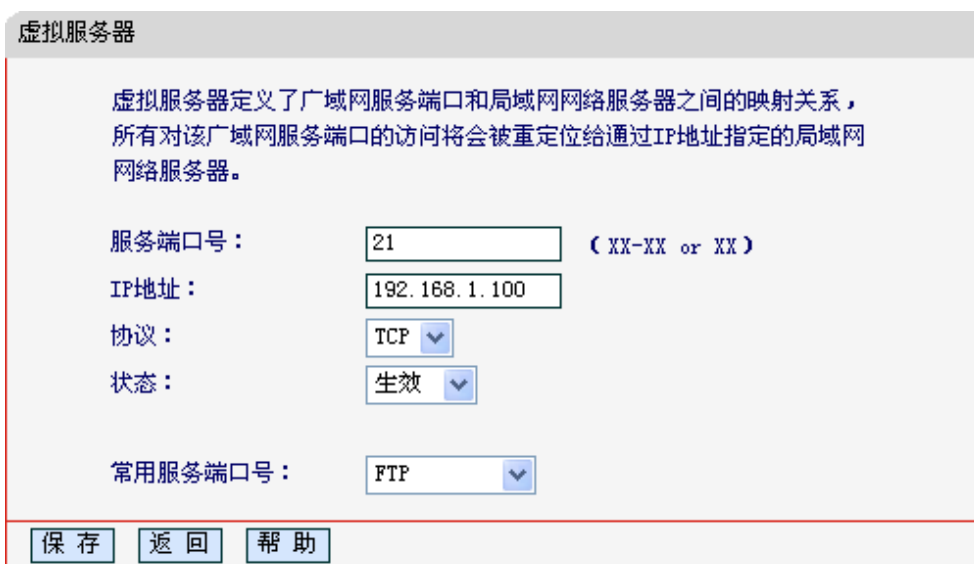 虚拟服务器
虚拟服务器定义了广域网服务端口和局域网网络服务器之间的映射关系，
所有对该广域网服务端口的访问将会被重定位给通过IP地址指定的局域网
网络服务器。
服务端口号： 21 （XX-XX or XX）
IP地址： 192.168.1.100
协议： TCP
状态： 生效
常用服务端口号： FTP
保 存 返 回 帮 助